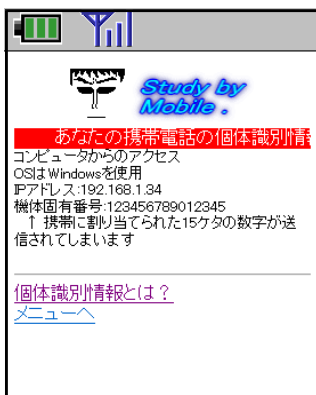 Study by
Mobile .
あなたの携帯電話の個体識別情
コンピュータからのアクセス
OSはWindowsを使用
IPアドレス:192.168.1.34
機体固有番号:123456789012345
↑ 携帯に割り当てられた15ケタの数字が送
信されてしまいます
個体識別情報とは？
メニューへ